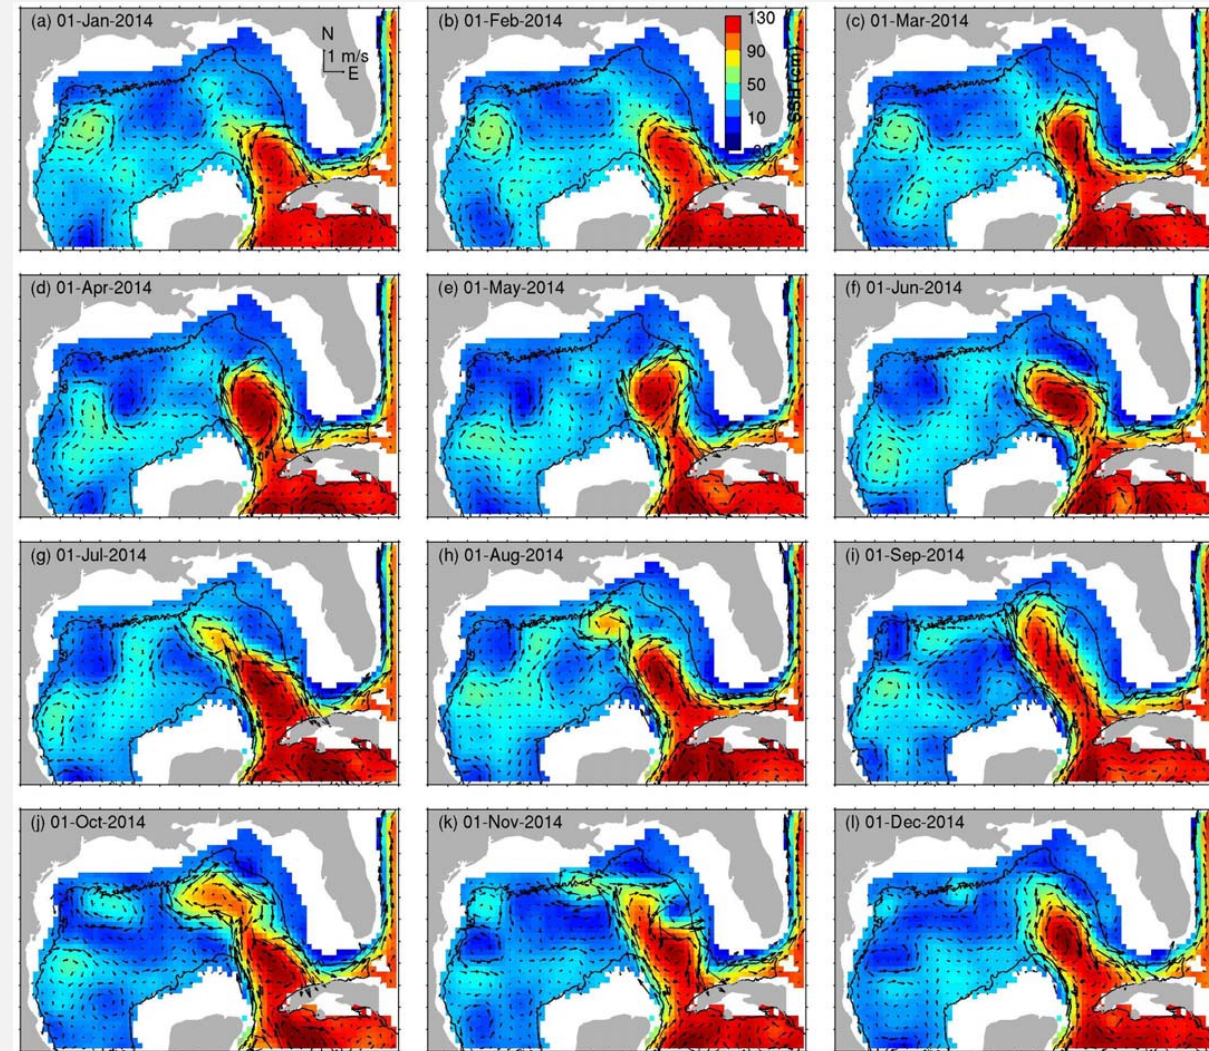 (a) 01-Jan-2014
N
1 m/s
E
(b) 01-Feb-2014
130
90
50
10
SSH (cm)
(c) 01-Mar-2014
(d) 01-Apr-2014
(e) 01-May-2014
(f) 01-Jun-2014
(g) 01-Jul-2014
(h) 01-Aug-2014
(i) 01-Sep-2014
(j) 01-Oct-2014
(k) 01-Nov-2014
(l) 01-Dec-2014